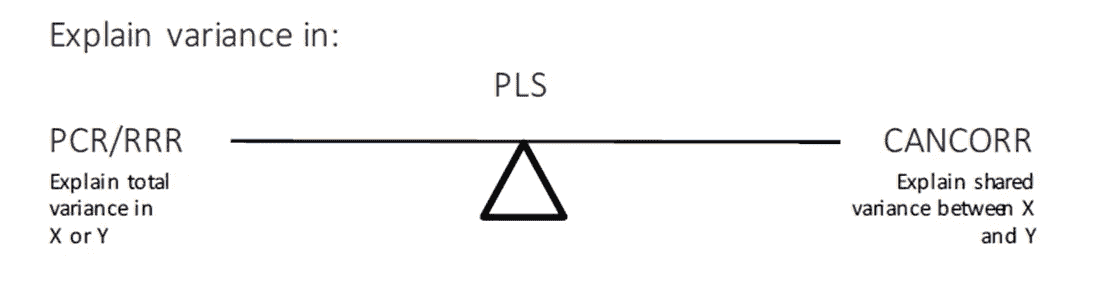 Explain variance in:
PLS
PCR/RRR
Explain total
variance in
X or Y
CANCORR
Explain shared
variance between X
and Y